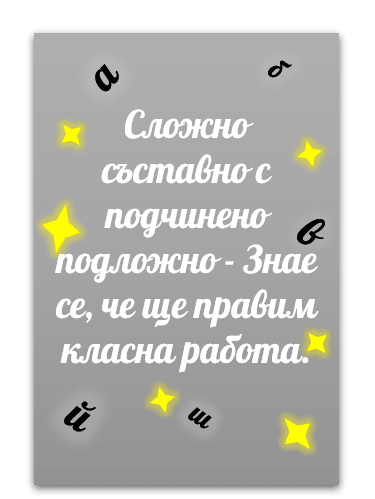 а
б
Сложно
съставно с
подчинено
в
подложно - Знае
се, че ще правим
класна работа.
й
ш